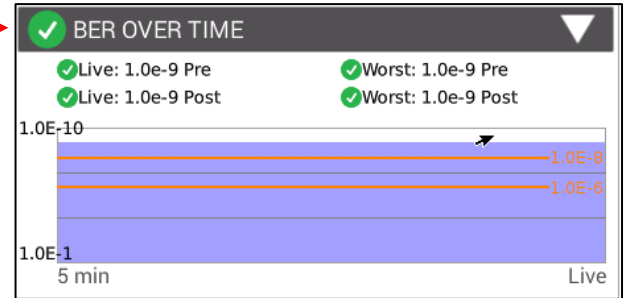 BER OVER TIME
Live: 1.0e-9 Pre Worst: 1.0e-9 Pre
Live: 1.0e-9 Post Worst: 1.0e-9 Post
1.0E-10
1.0E-8
1.0E-6
1.0E-1
5 min Live